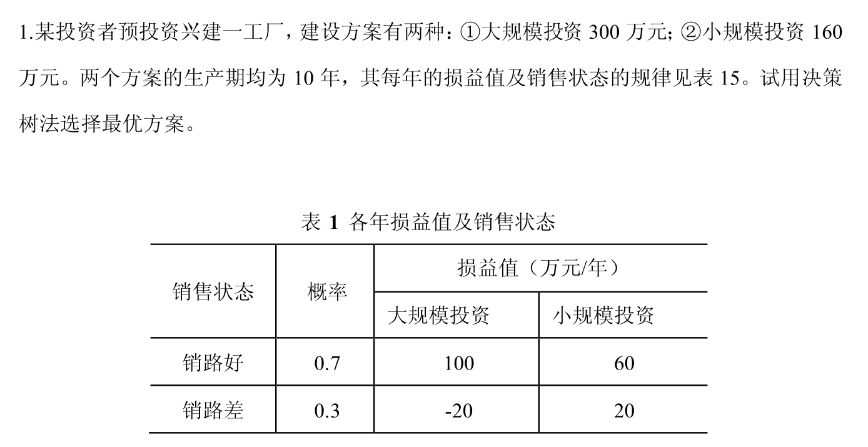 1.某投资者预投资兴建一工厂，建设方案有两种：①大规模投资 300 万元；②小规模投资 160
万元。两个方案的生产期均为 10 年，其每年的损益值及销售状态的规律见表 15。试用决策
树法选择最优方案。
表 1 各年损益值及销售状态
销售状态 概率 损益值（万元/年）
大规模投资 小规模投资
销路好 0.7 100 60
销路差 0.3 -20 20